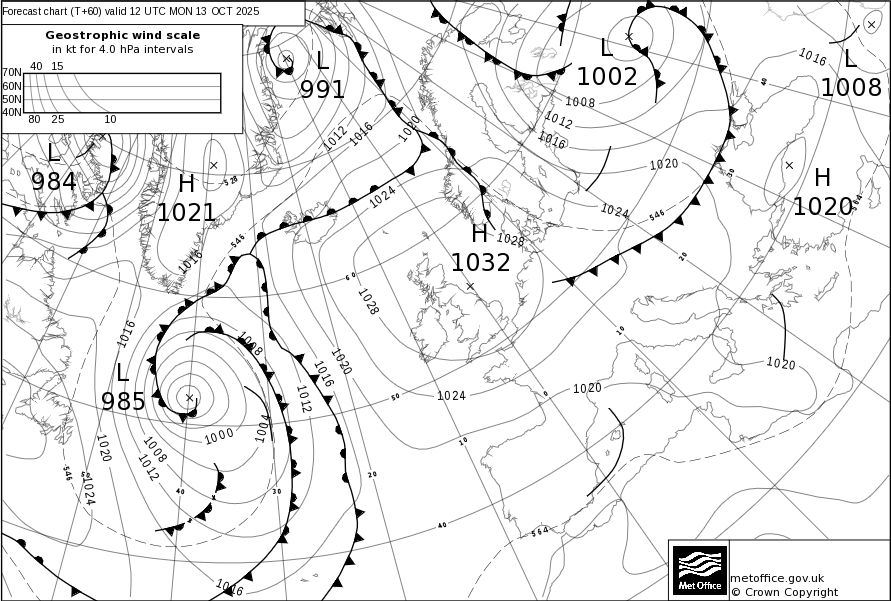 Forecast chart (T+60) valid 12 UTC MON 13 OCT 2025
Geostrophic wind scale
in kt for 4.0 hPa intervals
40 15
70N
60N
50N
40N
80 25 10
L
991
L
1002
L
1008
1016
40
1008
1012
1016
1012
1016
1020
L
984
H
1021
528
1020
30
H
1020
564
1024
1024
546
546
H
1032
1028
1016
20
60
1028
1016
1008
10
1020
1016
1020
L
985
1012
50
1024
0
1020
1004
1000
10
1020
1008
1012
546
1024
40
30
20
40
564
1016
Met Office
metoffice.gov.uk
© Crown Copyright